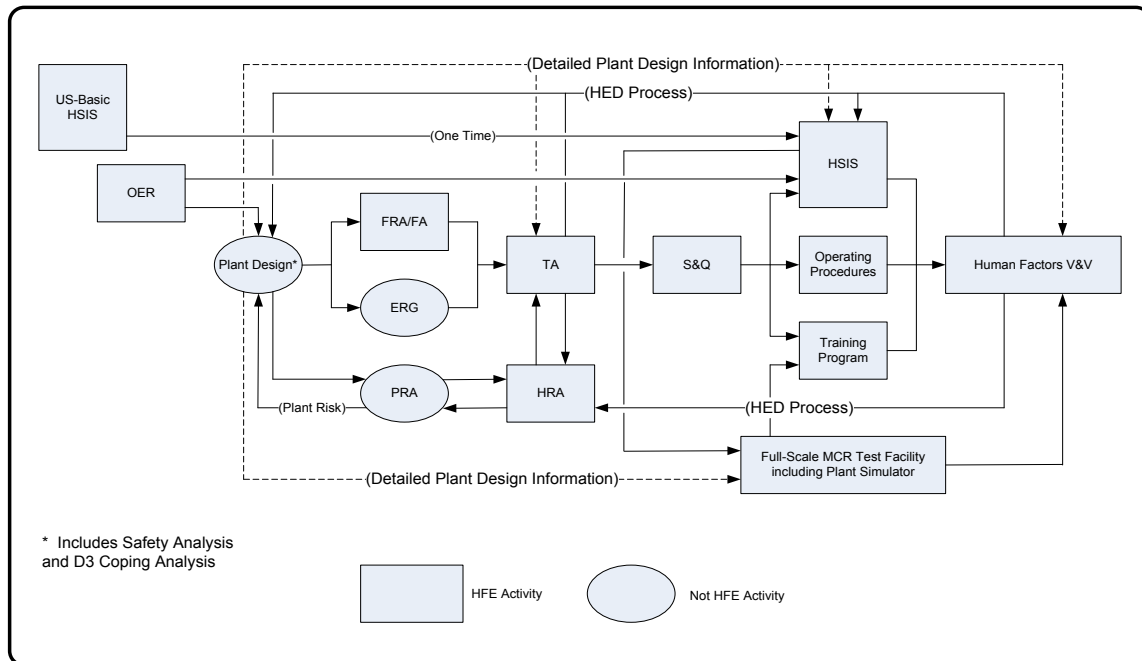 (Detailed Plant Design Information)
US-Basic
HSIS
(HED Process)
(One Time)
HSIS
OER
FRA/FA
Plant Design*
TA
S&Q
Operating
Procedures
Human Factors V&V
ERG
Training
Program
PRA
HRA
(Plant Risk)
(HED Process)
Full-Scale MCR Test Facility
including Plant Simulator
(Detailed Plant Design Information)
* Includes Safety Analysis
and D3 Coping Analysis
HFE Activity
Not HFE Activity